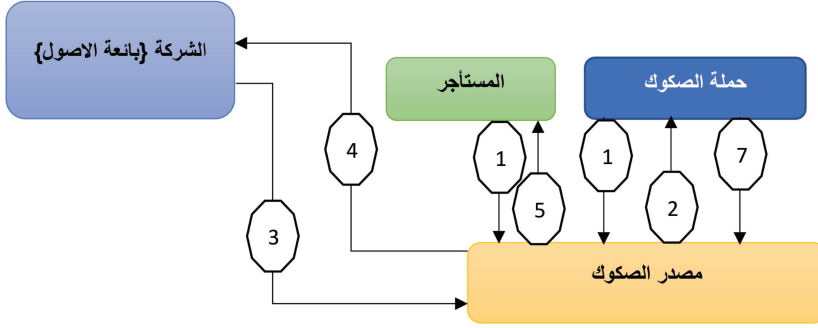 الشركة {بائعة الاصول}
المستأجر
حملة الصكوك
4
1
5
1
2
7
3
مصدر الصكوك